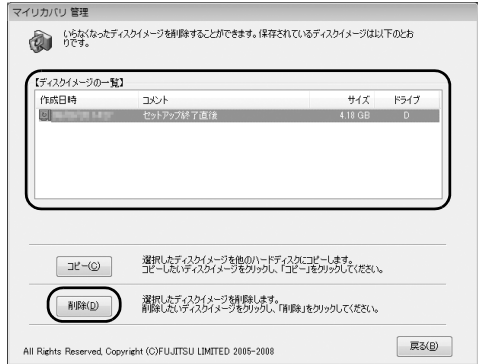 マイリカバリ 管理
いらなくなったディスクイメージを削除することができます。保存されているディスクイメージは以下のとお
りです。
【ディスクイメージの一覧】
作成日時 コメント サイズ ドライブ
セットアップ終了直後 4.18 GB D
コピー(C)
選択したディスクイメージを他のハードディスクにコピーします。
コピーしたいディスクイメージをクリックし、「コピー」をクリックしてください。
削除(D)
選択したディスクイメージを削除します。
削除したいディスクイメージをクリックし、「削除」をクリックしてください。
All Rights Reserved, Copyright (C)FUJITSU LIMITED 2005-2008
戻る(B)